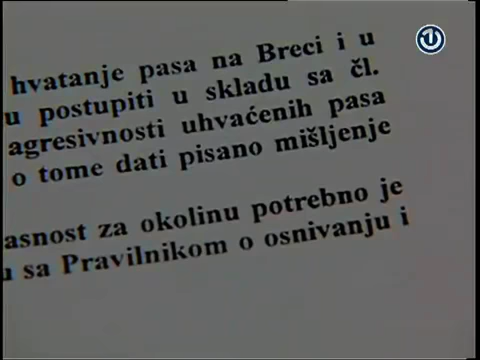 hvatanje pasa na Breci i u
u postupiti u skladu sa čl.
agresivnosti uhvaćenih pasa
o tome dati pisano mišljenje
asnost za okolinu potrebno je
u sa Pravilnikom o osnivanju i
1